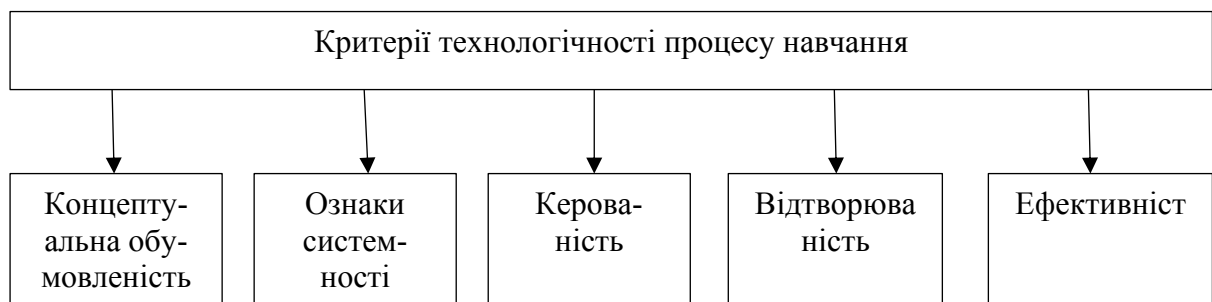 Критерії технологічності процесу навчання
Концепту-
альна обу-
мовленість
Ознаки
систем-
ності
Керова-
ність
Відтворюва
ність
Ефективніст